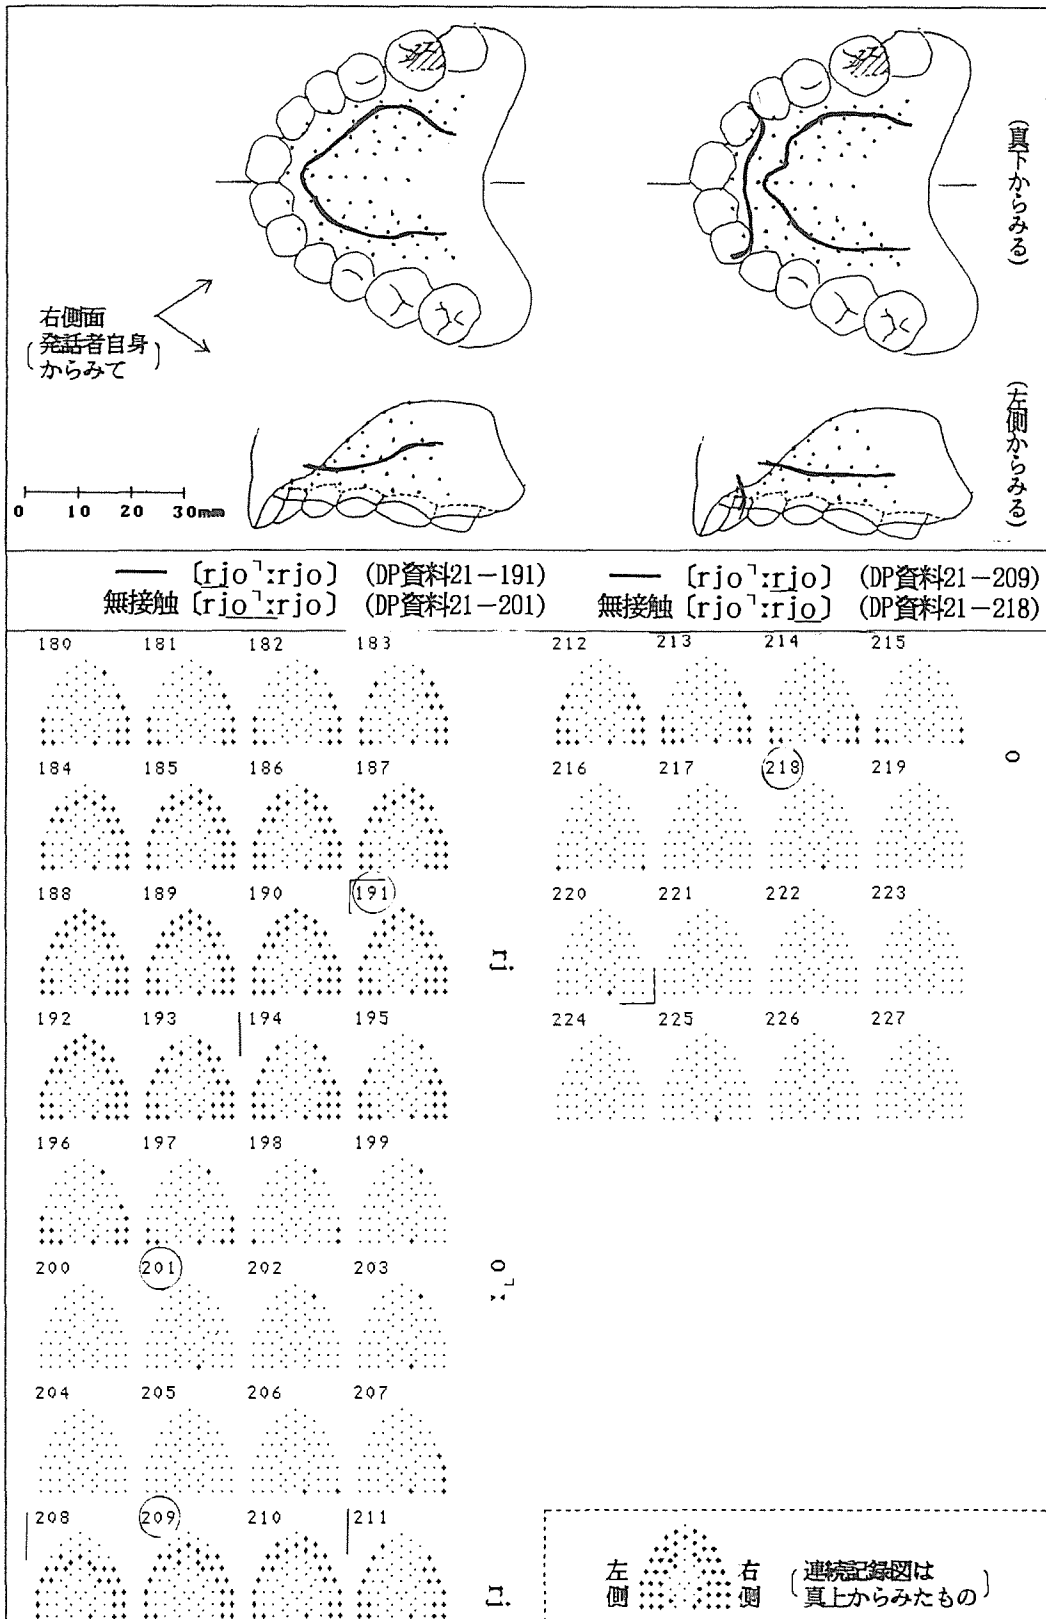 (真下からみる)
右側面
(発話者自身
からみて)
(左側からみる)
0 10 20 30mm
━━ [rjo˥ːrjo] (DP資料21-191)
無接触 [rjo˥ːrjo] (DP資料21-201)
━━ [rjo˥ːrjo] (DP資料21-209)
無接触 [rjo˥ːrjo] (DP資料21-218)
180 181 182 183
184 185 186 187
188 189 190 191
rj
192 193 194 195
196 197 198 199
200 201 202 203
o˥ː
204 205 206 207
208 209 210 211
rj
212 213 214 215
o
216 217 218 219
220 221 222 223
224 225 226 227
左側 右側
(連続記録図は
真上からみたもの)